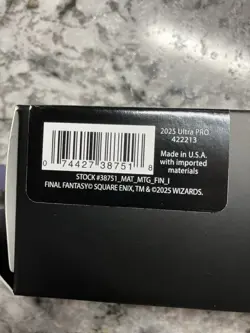 2025 Ultra PRO
422213
Made in U.S.A.
with imported
materials
0 74427 38751 8
STOCK #38751_MAT_MTG_FIN_I
FINAL FANTASY© SQUARE ENIX, TM & ©2025 WIZARDS.